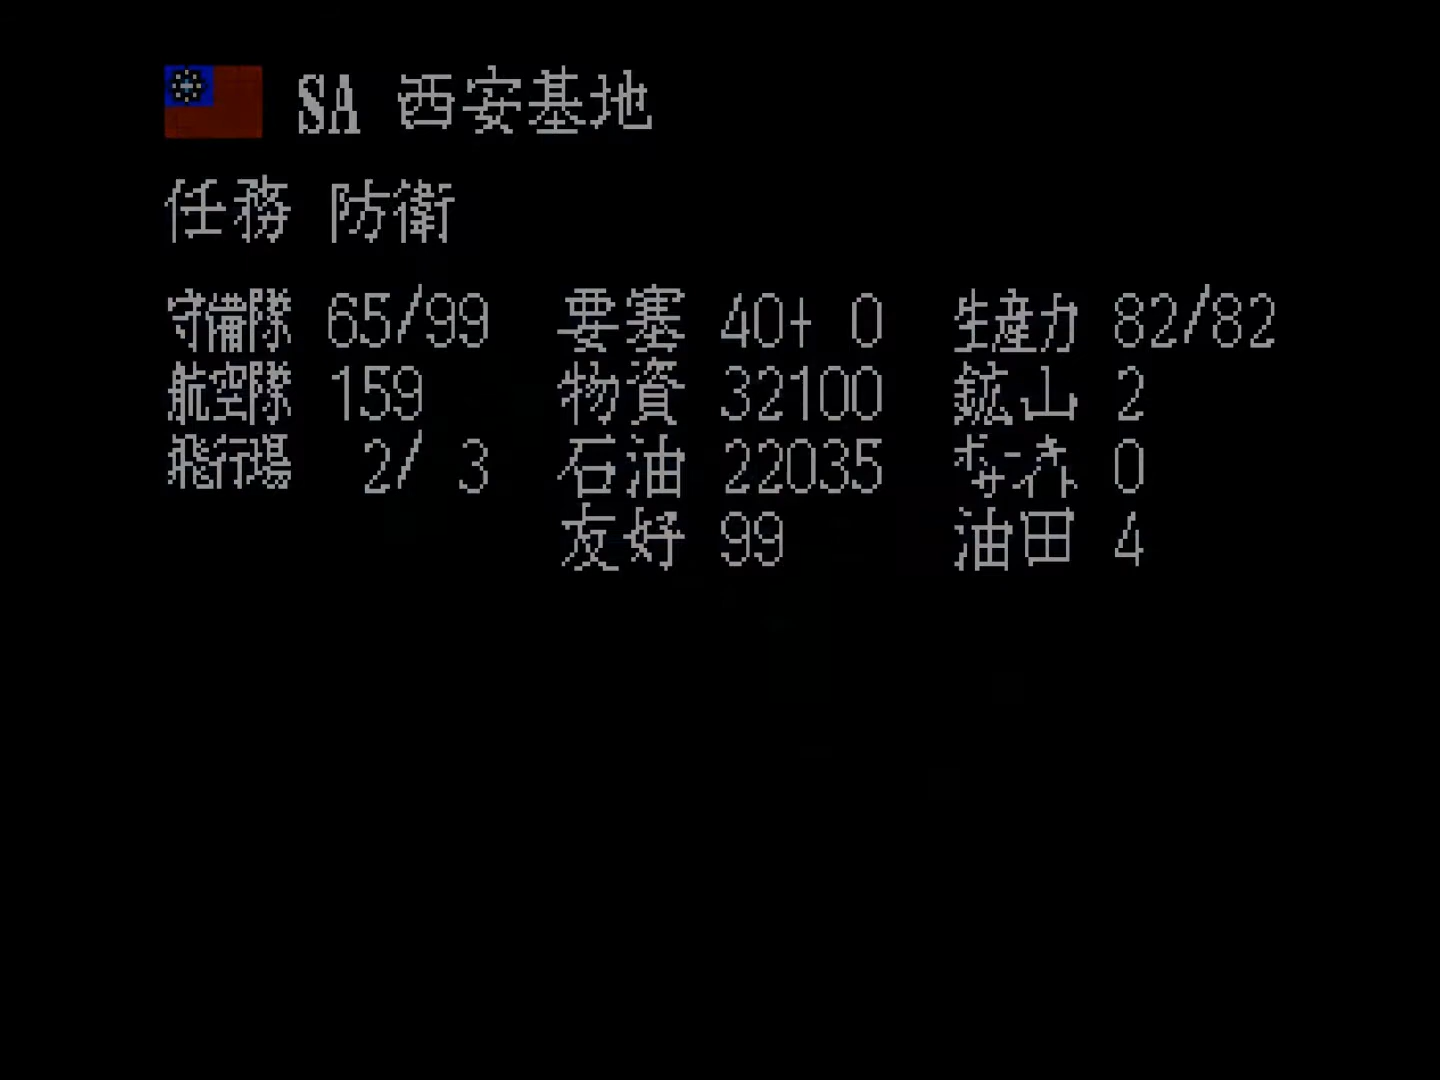 SA 西安基地
任務 防衛
守備隊 65/99 要塞 40+ 0 生産力 82/82
航空隊 159 物資 32100 鉱山 2
飛行場 2/ 3 石油 22035 ボーキサイト 0
友好 99 油田 4